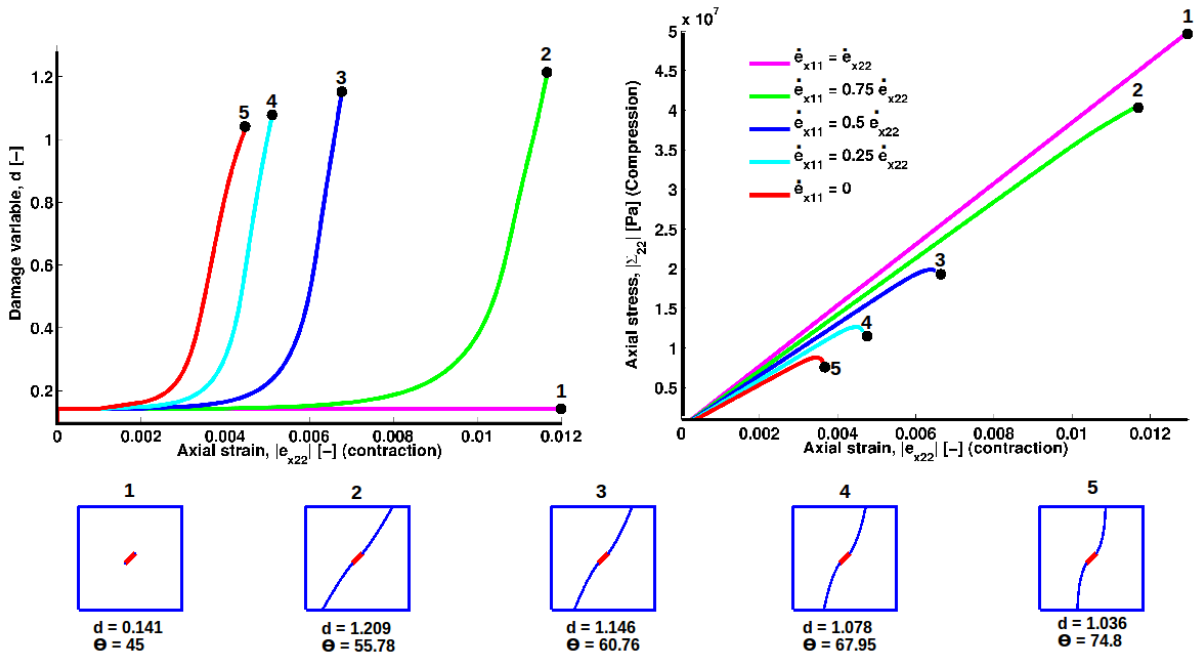 1.2
1
0.8
0.6
0.4
0.2
Damage variable, d [–]
5
4
3
2
1
0
0.002
0.004
0.006
0.008
0.01
0.012
Axial strain, |e_x22| [–] (contraction)
x 10^7
5
4.5
4
3.5
3
2.5
2
1.5
1
0.5
Axial stress, |Σ_22| [Pa] (Compression)
ė_x11 = ė_x22
ė_x11 = 0.75 ė_x22
ė_x11 = 0.5 ė_x22
ė_x11 = 0.25 ė_x22
ė_x11 = 0
1
2
3
4
5
0
0.002
0.004
0.006
0.008
0.01
0.012
Axial strain, |e_x22| [–] (contraction)
1
d = 0.141
Θ = 45
2
d = 1.209
Θ = 55.78
3
d = 1.146
Θ = 60.76
4
d = 1.078
Θ = 67.95
5
d = 1.036
Θ = 74.8